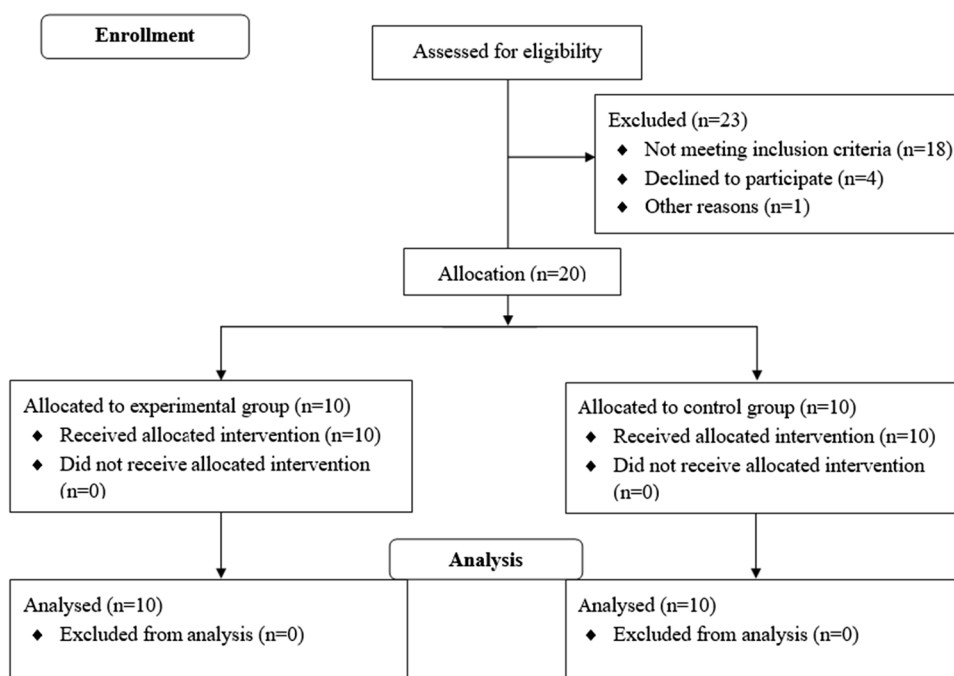 Enrollment
Assessed for eligibility
Excluded (n=23)
♦ Not meeting inclusion criteria (n=18)
♦ Declined to participate (n=4)
♦ Other reasons (n=1)
Allocation (n=20)
Allocated to experimental group (n=10)
♦ Received allocated intervention (n=10)
♦ Did not receive allocated intervention
(n=0)
Allocated to control group (n=10)
♦ Received allocated intervention (n=10)
♦ Did not receive allocated intervention
(n=0)
Analysis
Analysed (n=10)
♦ Excluded from analysis (n=0)
Analysed (n=10)
♦ Excluded from analysis (n=0)